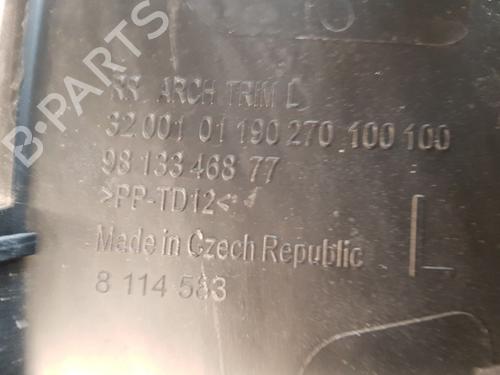 RR ARCH TRIM L
S2 001 01 190 270 100 100
98 133 468 77
>PP-TD12<
Made in Czech Republic
L
8 114 583
B-PARTS